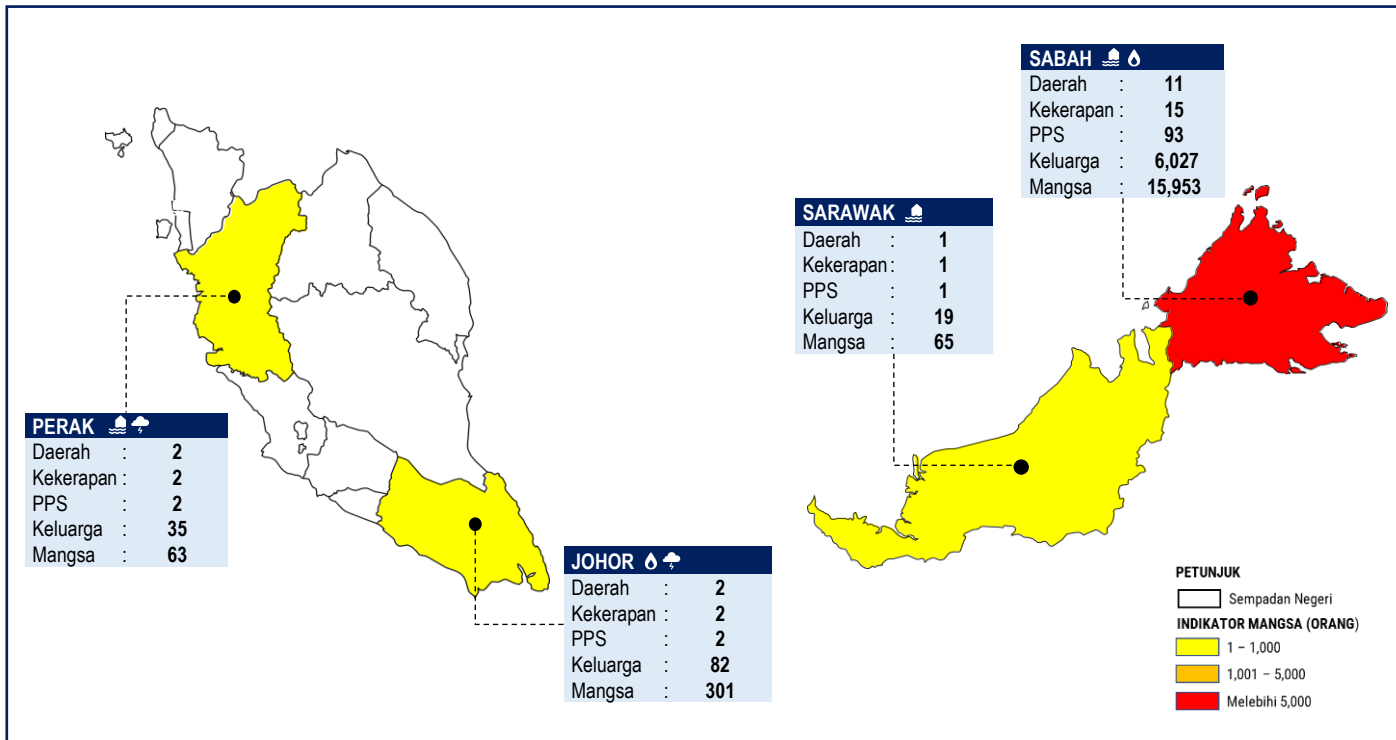 SABAH
Daerah : 11
Kekerapan : 15
PPS : 93
Keluarga : 6,027
Mangsa : 15,953
SARAWAK
Daerah : 1
Kekerapan : 1
PPS : 1
Keluarga : 19
Mangsa : 65
PERAK
Daerah : 2
Kekerapan : 2
PPS : 2
Keluarga : 35
Mangsa : 63
JOHOR
Daerah : 2
Kekerapan : 2
PPS : 2
Keluarga : 82
Mangsa : 301
PETUNJUK
Sempadan Negeri
INDIKATOR MANGSA (ORANG)
1 – 1,000
1,001 – 5,000
Melebihi 5,000